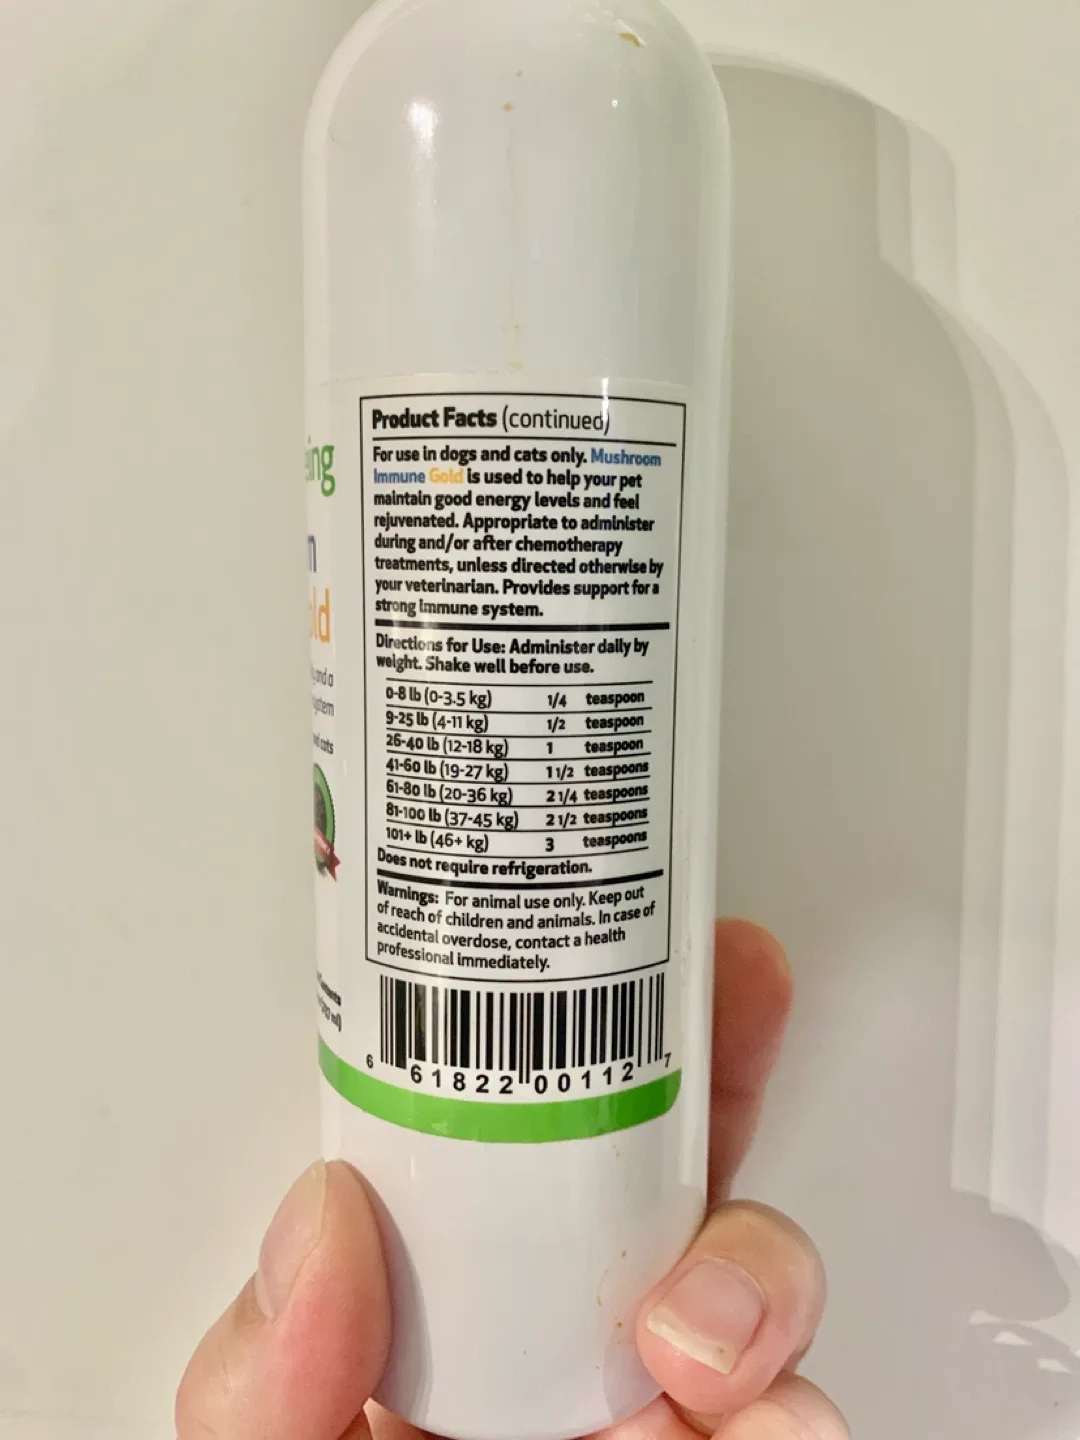 Product Facts (continued)
For use in dogs and cats only. Mushroom
Immune Gold is used to help your pet
maintain good energy levels and feel
rejuvenated. Appropriate to administer
during and/or after chemotherapy
treatments, unless directed otherwise by
your veterinarian. Provides support for a
strong immune system.
Directions for Use: Administer daily by
weight. Shake well before use.
0-8 lb (0-3.5 kg) 1/4 teaspoon
9-25 lb (4-11 kg) 1/2 teaspoon
26-40 lb (12-18 kg) 1 teaspoon
41-60 lb (19-27 kg) 1 1/2 teaspoons
61-80 lb (20-36 kg) 2 1/4 teaspoons
81-100 lb (37-45 kg) 2 1/2 teaspoons
101+ lb (46+ kg) 3 teaspoons
Does not require refrigeration.
Warnings: For animal use only. Keep out
of reach of children and animals. In case of
accidental overdose, contact a health
professional immediately.
6 61822 00112 7
ing
ld
and a
ystem
cats